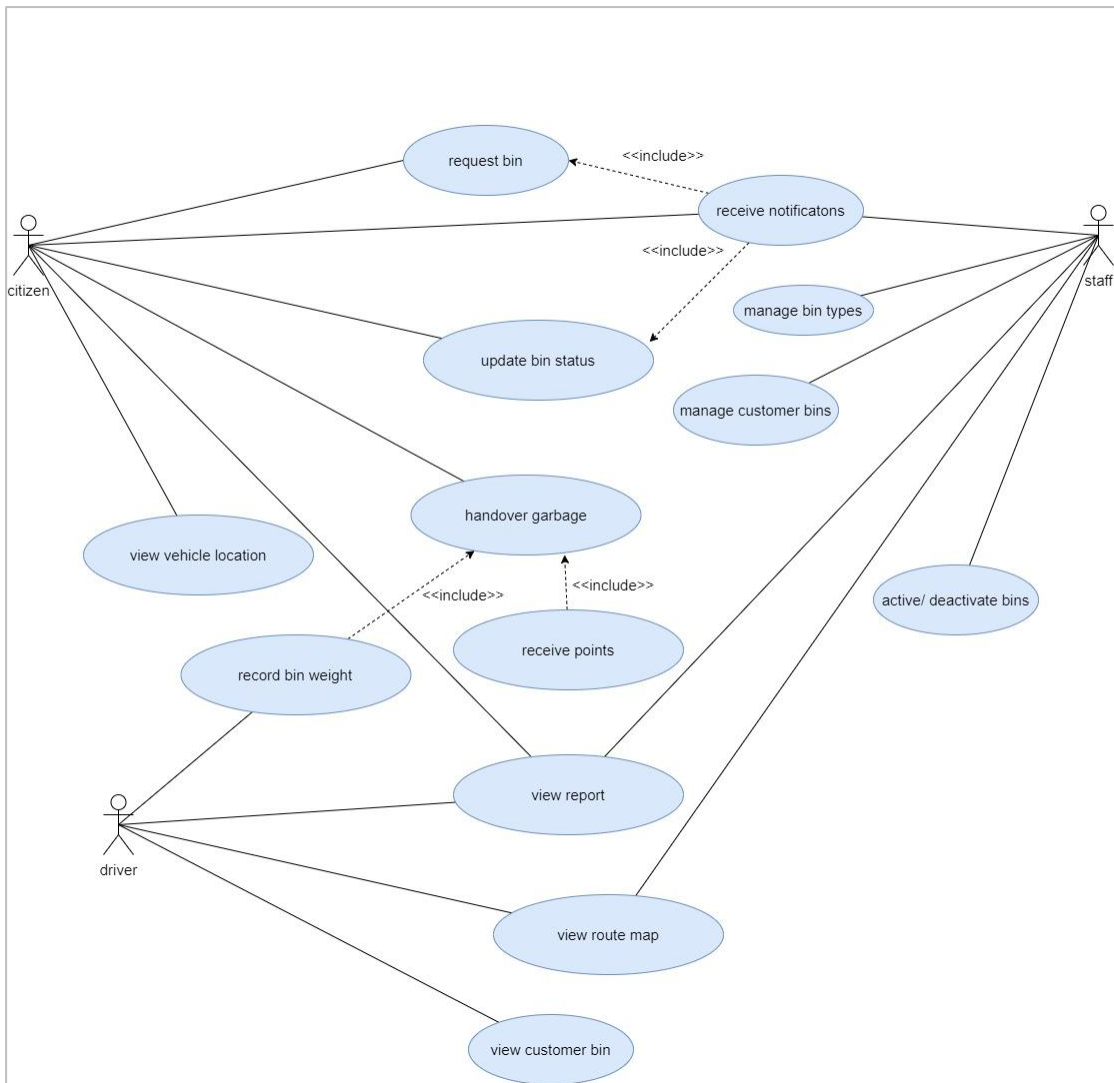 request bin
<<include>>
receive notificatons
<<include>>
citizen
staff
manage bin types
update bin status
manage customer bins
handover garbage
view vehicle location
<<include>>
<<include>>
active/ deactivate bins
receive points
record bin weight
view report
driver
view route map
view customer bin